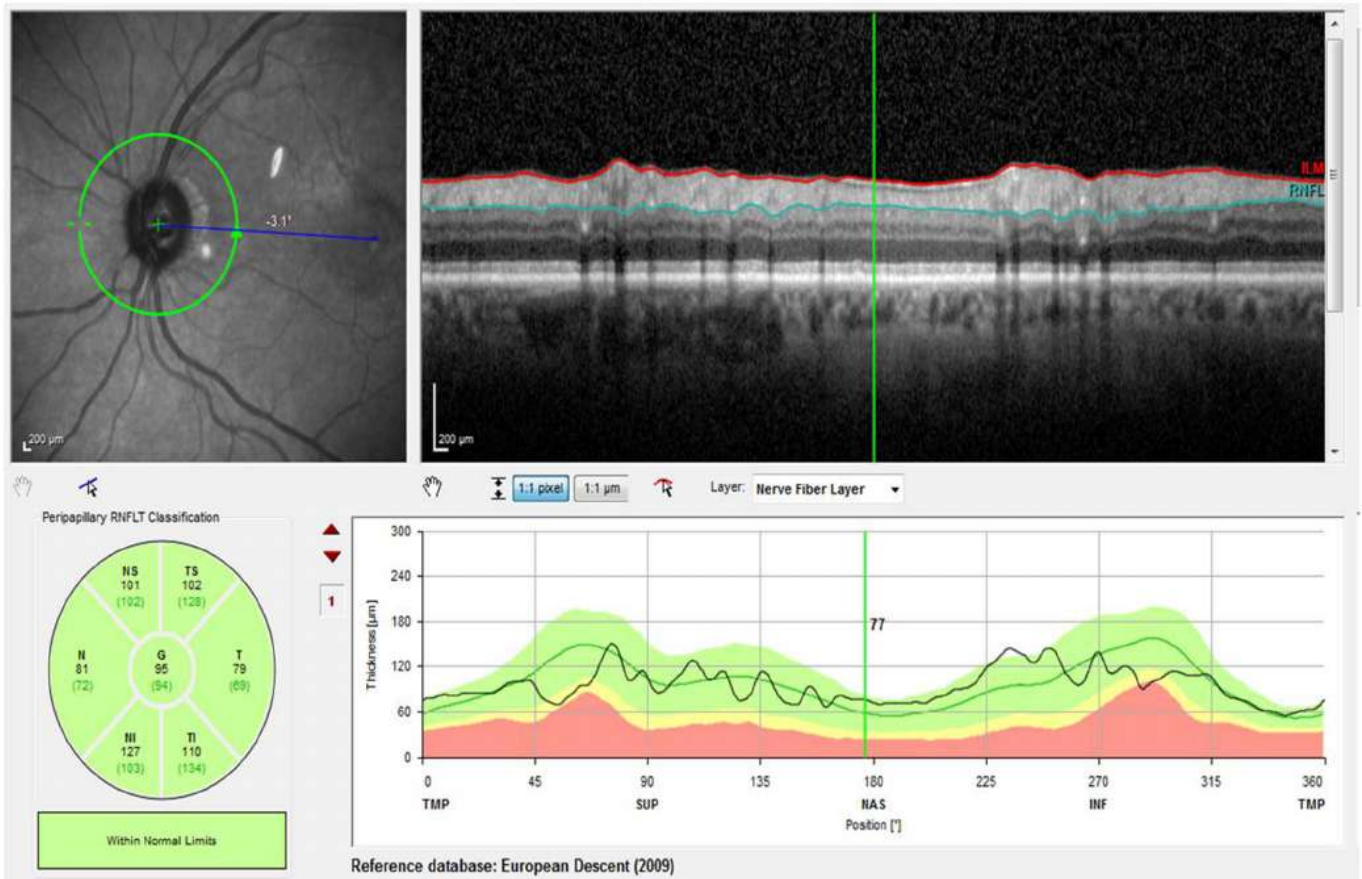 -3.1°
200 µm
ILM
RNFL
200 µm
1:1 pixel
1:1 µm
Layer: Nerve Fiber Layer
Peripapillary RNFLT Classification
NS
101
(102)
TS
102
(128)
N
81
(72)
G
95
(94)
T
79
(69)
NI
127
(103)
TI
110
(134)
Within Normal Limits
1
Thickness [µm]
300
240
180
120
60
0
77
0 45 90 135 180 225 270 315 360
TMP SUP NAS INF TMP
Position [°]
Reference database: European Descent (2009)